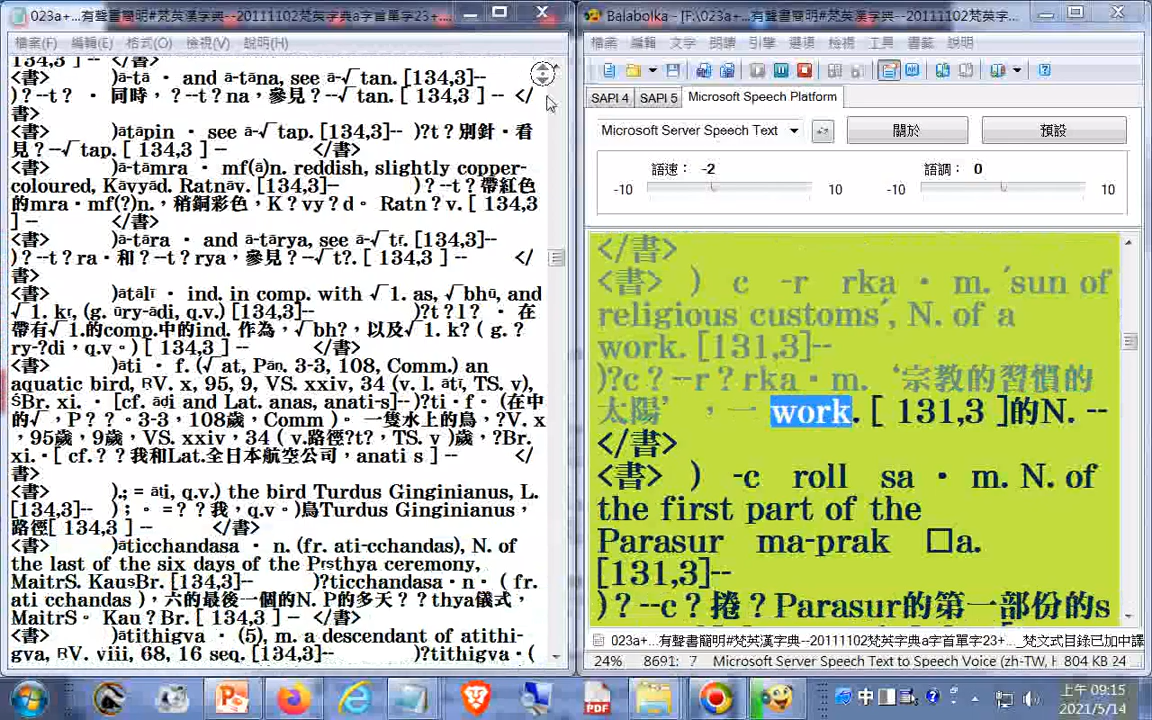 023a+...有聲書簡明#梵英漢字典--20111102梵英字典a字首單字23+...
檔案(F) 編輯(E) 格式(O) 檢視(V) 說明(H)
134,3 ] -- </書>
<書> )ā-tā · and ā-tāna, see ā-√tan. [134,3]--
)?--t? · 同時，?--t?na，參見?--√tan. [ 134,3 ] -- </
書>
<書> )ātāpin · see ā-√tap. [134,3]-- )?t?別針·看
見?--√tap. [ 134,3 ] -- </書>
<書> )ā-tāmra · mf(ā)n. reddish, slightly copper-
coloured, Kāvyād. Ratnāv. [134,3]-- )?--t?帶紅色
的mra·mf(?)n.，稍銅彩色，K?vy?d。 Ratn?v. [ 134,3
] -- </書>
<書> )ā-tāra · and ā-tārya, see ā-√tṝ. [134,3]--
)?--t?ra·和?--t?rya，參見?--√t?. [ 134,3 ] -- </
書>
<書> )ātālī · ind. in comp. with √1. as, √bhū, and
√1. kṛ, (g. ūry-ādi, q.v.) [134,3]-- )?t?l? · 在
帶有√1.的comp.中的ind. 作為，√bh?，以及√1. k? ( g. ?
ry-?di，q.v.。) [ 134,3 ] -- </書>
<書> )āti · f. (√at, Pāṇ. 3-3, 108, Comm.) an
aquatic bird, RV. x, 95, 9, VS. xxiv, 34 (v. l. ātī, TS. v),
ŚBr. xi. · [cf. āḍi and Lat. anas, anati-s]-- )?ti·f。(在中
的√，P??。 3-3，108歲，Comm.) 。一隻水上的鳥，?V. x
，95歲，9歲，VS. xxiv，34 ( v.路徑?t?，TS. v )歲，?Br.
xi.·[ cf.??我和Lat.全日本航空公司，anati s ] -- </
書>
<書> ).; = āṭi, q.v.) the bird Turdus Ginginianus, L.
[134,3]-- )；。=??我，q.v.。)鳥Turdus Ginginianus，
路徑[ 134,3 ] -- </書>
<書> )āticchandasa · n. (fr. ati-cchandas), N. of
the last of the six days of the Pṛsthya ceremony,
MaitrS. KauṣBr. [134,3]-- )?ticchandasa·n·( fr.
ati cchandas )，六的最後一個的N. P的多天??thya儀式，
MaitrS。 Kau?Br. [ 134,3 ] -- </書>
<書> )ātithigva · (5), m. a descendant of atithi-
gva, RV. viii, 68, 16 seq. [134,3]-- )?tithigva·(
Balabolka - [F:\023a+...有聲書簡明#梵英漢字典--20111102梵英字...
檔案 編輯 文字 朗讀 引擎 選項 檢視 工具 書籤 說明
SAPI 4 SAPI 5 Microsoft Speech Platform
Microsoft Server Speech Text 關於 預設
語速： -2 語調： 0
-10 10 -10 10
</書>
<書> ) c -r rka · m. ´sun of
religious customs´, N. of a
work. [131,3]--
)?c?--r?rka·m. ‘宗教的習慣的
太陽’，一 work. [ 131,3 ]的N. --
</書>
<書> ) -c roll sa · m. N. of
the first part of the
Parasur ma-prak □a.
[131,3]--
)?--c?捲?Parasur的第一部份的s
023a+...有聲書簡明#梵英漢字典--20111102梵英字典a字首單字23+...梵文式目錄已加中譯
24% 8691: 7 Microsoft Server Speech Text to Speech Voice (zh-TW, 804 KB 24
中 上午 09:15
2021/5/14